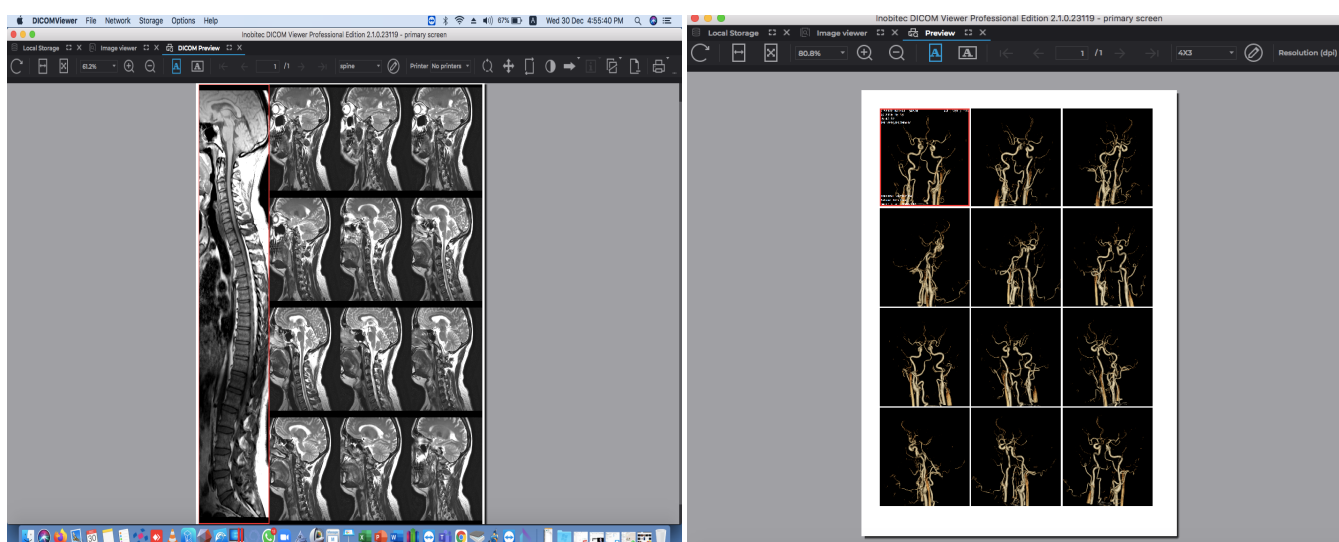 DICOMViewer File Network Storage Options Help 67% Wed 30 Dec 4:55:40 PM
Inobitec DICOM Viewer Professional Edition 2.1.0.23119 - primary screen
Local Storage Image viewer DICOM Preview
61.2% A A 1 /1 spine Printer No printers
Inobitec DICOM Viewer Professional Edition 2.1.0.23119 - primary screen
Local Storage Image viewer Preview
80.8% A A 1 /1 4X3 Resolution (dpi)